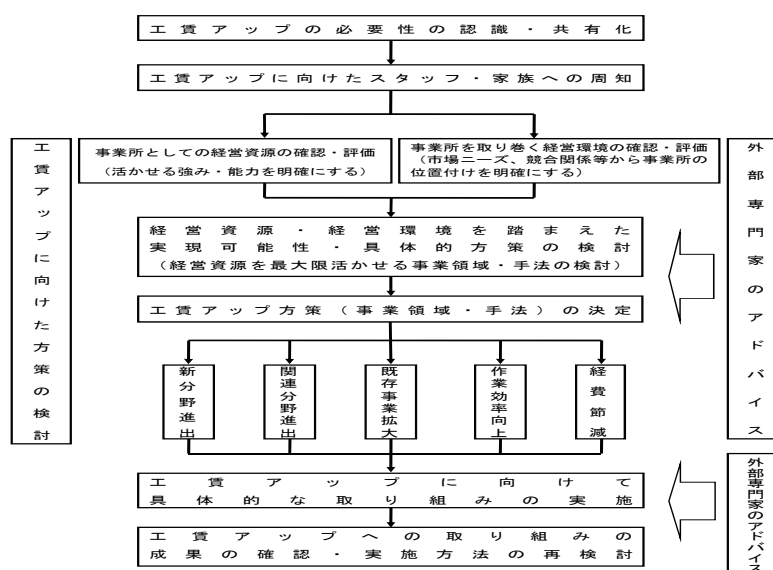 工賃アップの必要性の認識・共有化
工賃アップに向けたスタッフ・家族への周知
工賃アップに向けた方策の検討
事業所としての経営資源の確認・評価
(活かせる強み・能力を明確にする)
事業所を取り巻く経営環境の確認・評価
(市場ニーズ、競合関係等から事業所の
位置付けを明確にする)
外部専門家のアドバイス
経営資源・経営環境を踏まえた
実現可能性・具体的方策の検討
(経営資源を最大限活かせる事業領域・手法の検討)
工賃アップ方策(事業領域・手法)の決定
新分野進出
関連分野進出
既存事業拡大
作業効率向上
経費節減
工賃アップに向けて
具体的な取り組みの実施
外部専門家のアドバイス
工賃アップへの取り組みの
成果の確認・実施方法の再検討